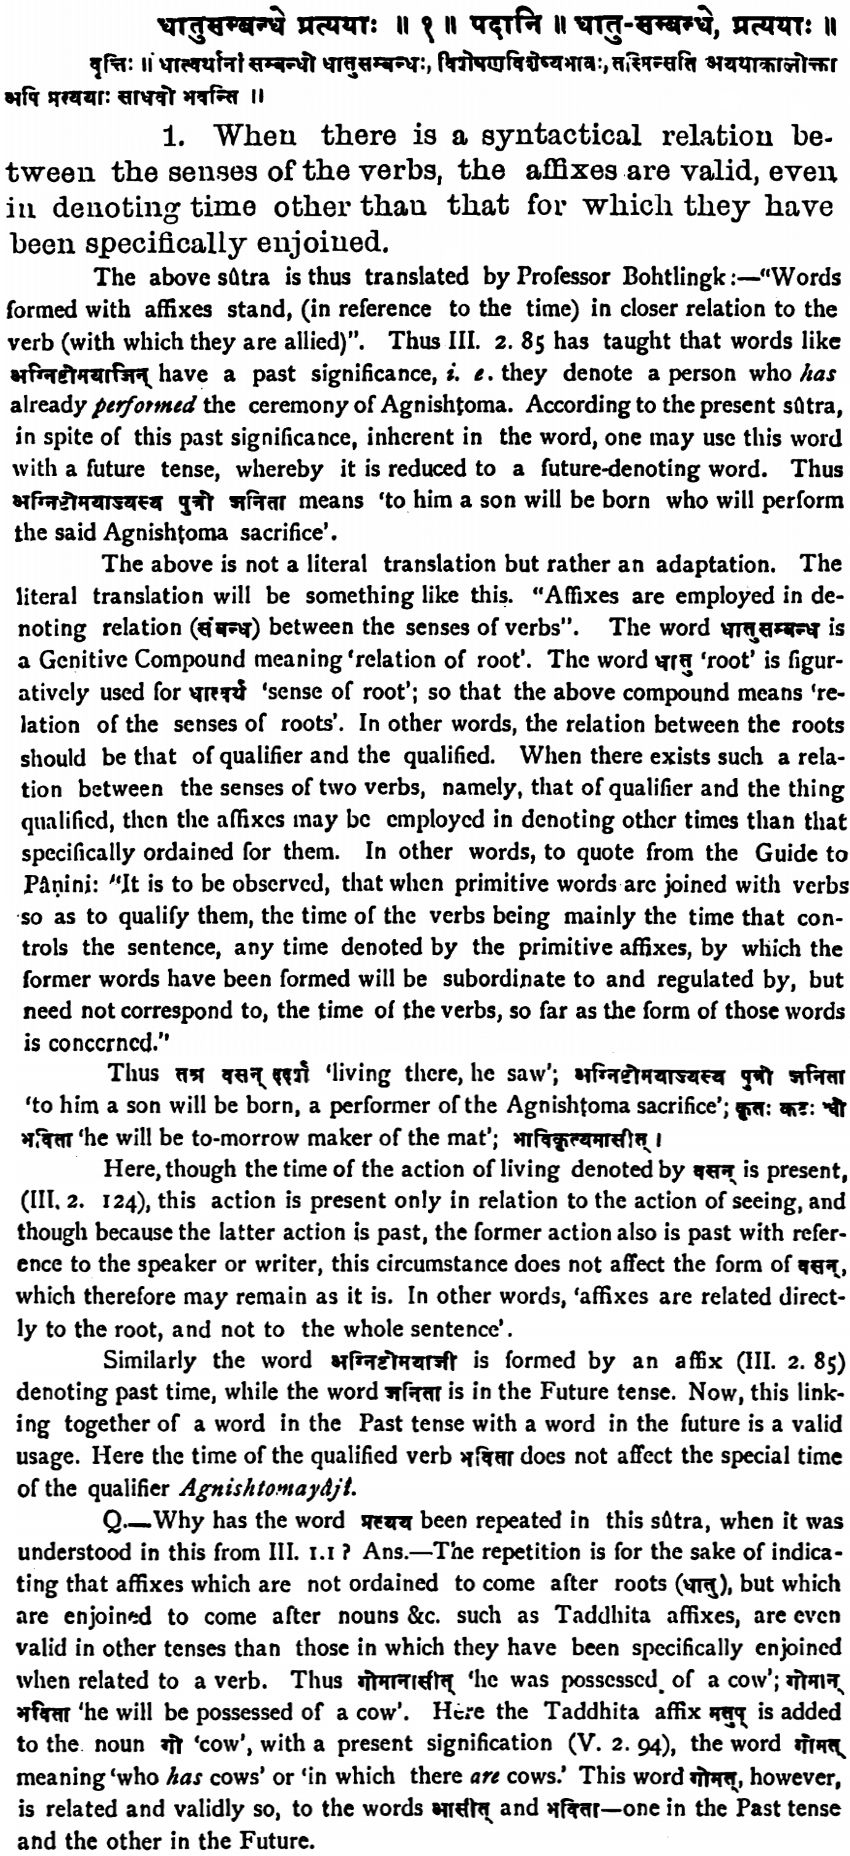 धातुसम्बन्धे प्रत्ययाः ॥ १ ॥ पदानि ॥ धातु-सम्बन्धे, प्रत्ययाः ॥
वृत्तिः ॥ धात्वर्थानां सम्बन्धो धातुसम्बन्धः, विशेषणविशेष्यभावः, तस्मिन्सति अयथाकालोक्ता
अपि प्रत्ययाः साधवो भवन्ति ॥
1. When there is a syntactical relation be-
tween the senses of the verbs, the affixes are valid, even
in denoting time other than that for which they have
been specifically enjoined.
The above sûtra is thus translated by Professor Bohtlingk:—"Words
formed with affixes stand, (in reference to the time) in closer relation to the
verb (with which they are allied)". Thus III. 2. 85 has taught that words like
अग्निष्टोमयाजिन् have a past significance, i. e. they denote a person who has
already performed the ceremony of Agnishṭoma. According to the present sûtra,
in spite of this past significance, inherent in the word, one may use this word
with a future tense, whereby it is reduced to a future-denoting word. Thus
अग्निष्टोमयाज्यस्य पुत्रो जनिता means 'to him a son will be born who will perform
the said Agnishṭoma sacrifice'.
The above is not a literal translation but rather an adaptation. The
literal translation will be something like this. "Affixes are employed in de-
noting relation (संबन्ध) between the senses of verbs". The word धातुसम्बन्ध is
a Genitive Compound meaning 'relation of root'. The word धातु 'root' is figur-
atively used for धात्वर्थ 'sense of root'; so that the above compound means 're-
lation of the senses of roots'. In other words, the relation between the roots
should be that of qualifier and the qualified. When there exists such a rela-
tion between the senses of two verbs, namely, that of qualifier and the thing
qualified, then the affixes may be employed in denoting other times than that
specifically ordained for them. In other words, to quote from the Guide to
Pâṇini: "It is to be observed, that when primitive words are joined with verbs
so as to qualify them, the time of the verbs being mainly the time that con-
trols the sentence, any time denoted by the primitive affixes, by which the
former words have been formed will be subordinate to and regulated by, but
need not correspond to, the time of the verbs, so far as the form of those words
is concerned."
Thus तत्र वसन् ददर्श 'living there, he saw'; अग्निष्टोमयाज्यस्य पुत्रो जनिता
'to him a son will be born, a performer of the Agnishṭoma sacrifice'; कृतः कटः श्वो
भविता 'he will be to-morrow maker of the mat'; भाविकृत्यमासीत् ।
Here, though the time of the action of living denoted by वसन् is present,
(III. 2. 124), this action is present only in relation to the action of seeing, and
though because the latter action is past, the former action also is past with refer-
ence to the speaker or writer, this circumstance does not affect the form of वसन्,
which therefore may remain as it is. In other words, 'affixes are related direct-
ly to the root, and not to the whole sentence'.
Similarly the word अग्निष्टोमयाजी is formed by an affix (III. 2. 85)
denoting past time, while the word जनिता is in the Future tense. Now, this link-
ing together of a word in the Past tense with a word in the future is a valid
usage. Here the time of the qualified verb भविता does not affect the special time
of the qualifier Agnishtomayâjî.
Q.—Why has the word प्रत्यय been repeated in this sûtra, when it was
understood in this from III. 1.1? Ans.—The repetition is for the sake of indica-
ting that affixes which are not ordained to come after roots (धातु), but which
are enjoined to come after nouns &c. such as Taddhita affixes, are even
valid in other tenses than those in which they have been specifically enjoined
when related to a verb. Thus गोमानासीत् 'he was possessed of a cow'; गोमान्
भविता 'he will be possessed of a cow'. Here the Taddhita affix मतुप् is added
to the noun गो 'cow', with a present signification (V. 2. 94), the word गोमत्
meaning 'who has cows' or 'in which there are cows.' This word गोमत्, however,
is related and validly so, to the words आसीत् and भविता—one in the Past tense
and the other in the Future.